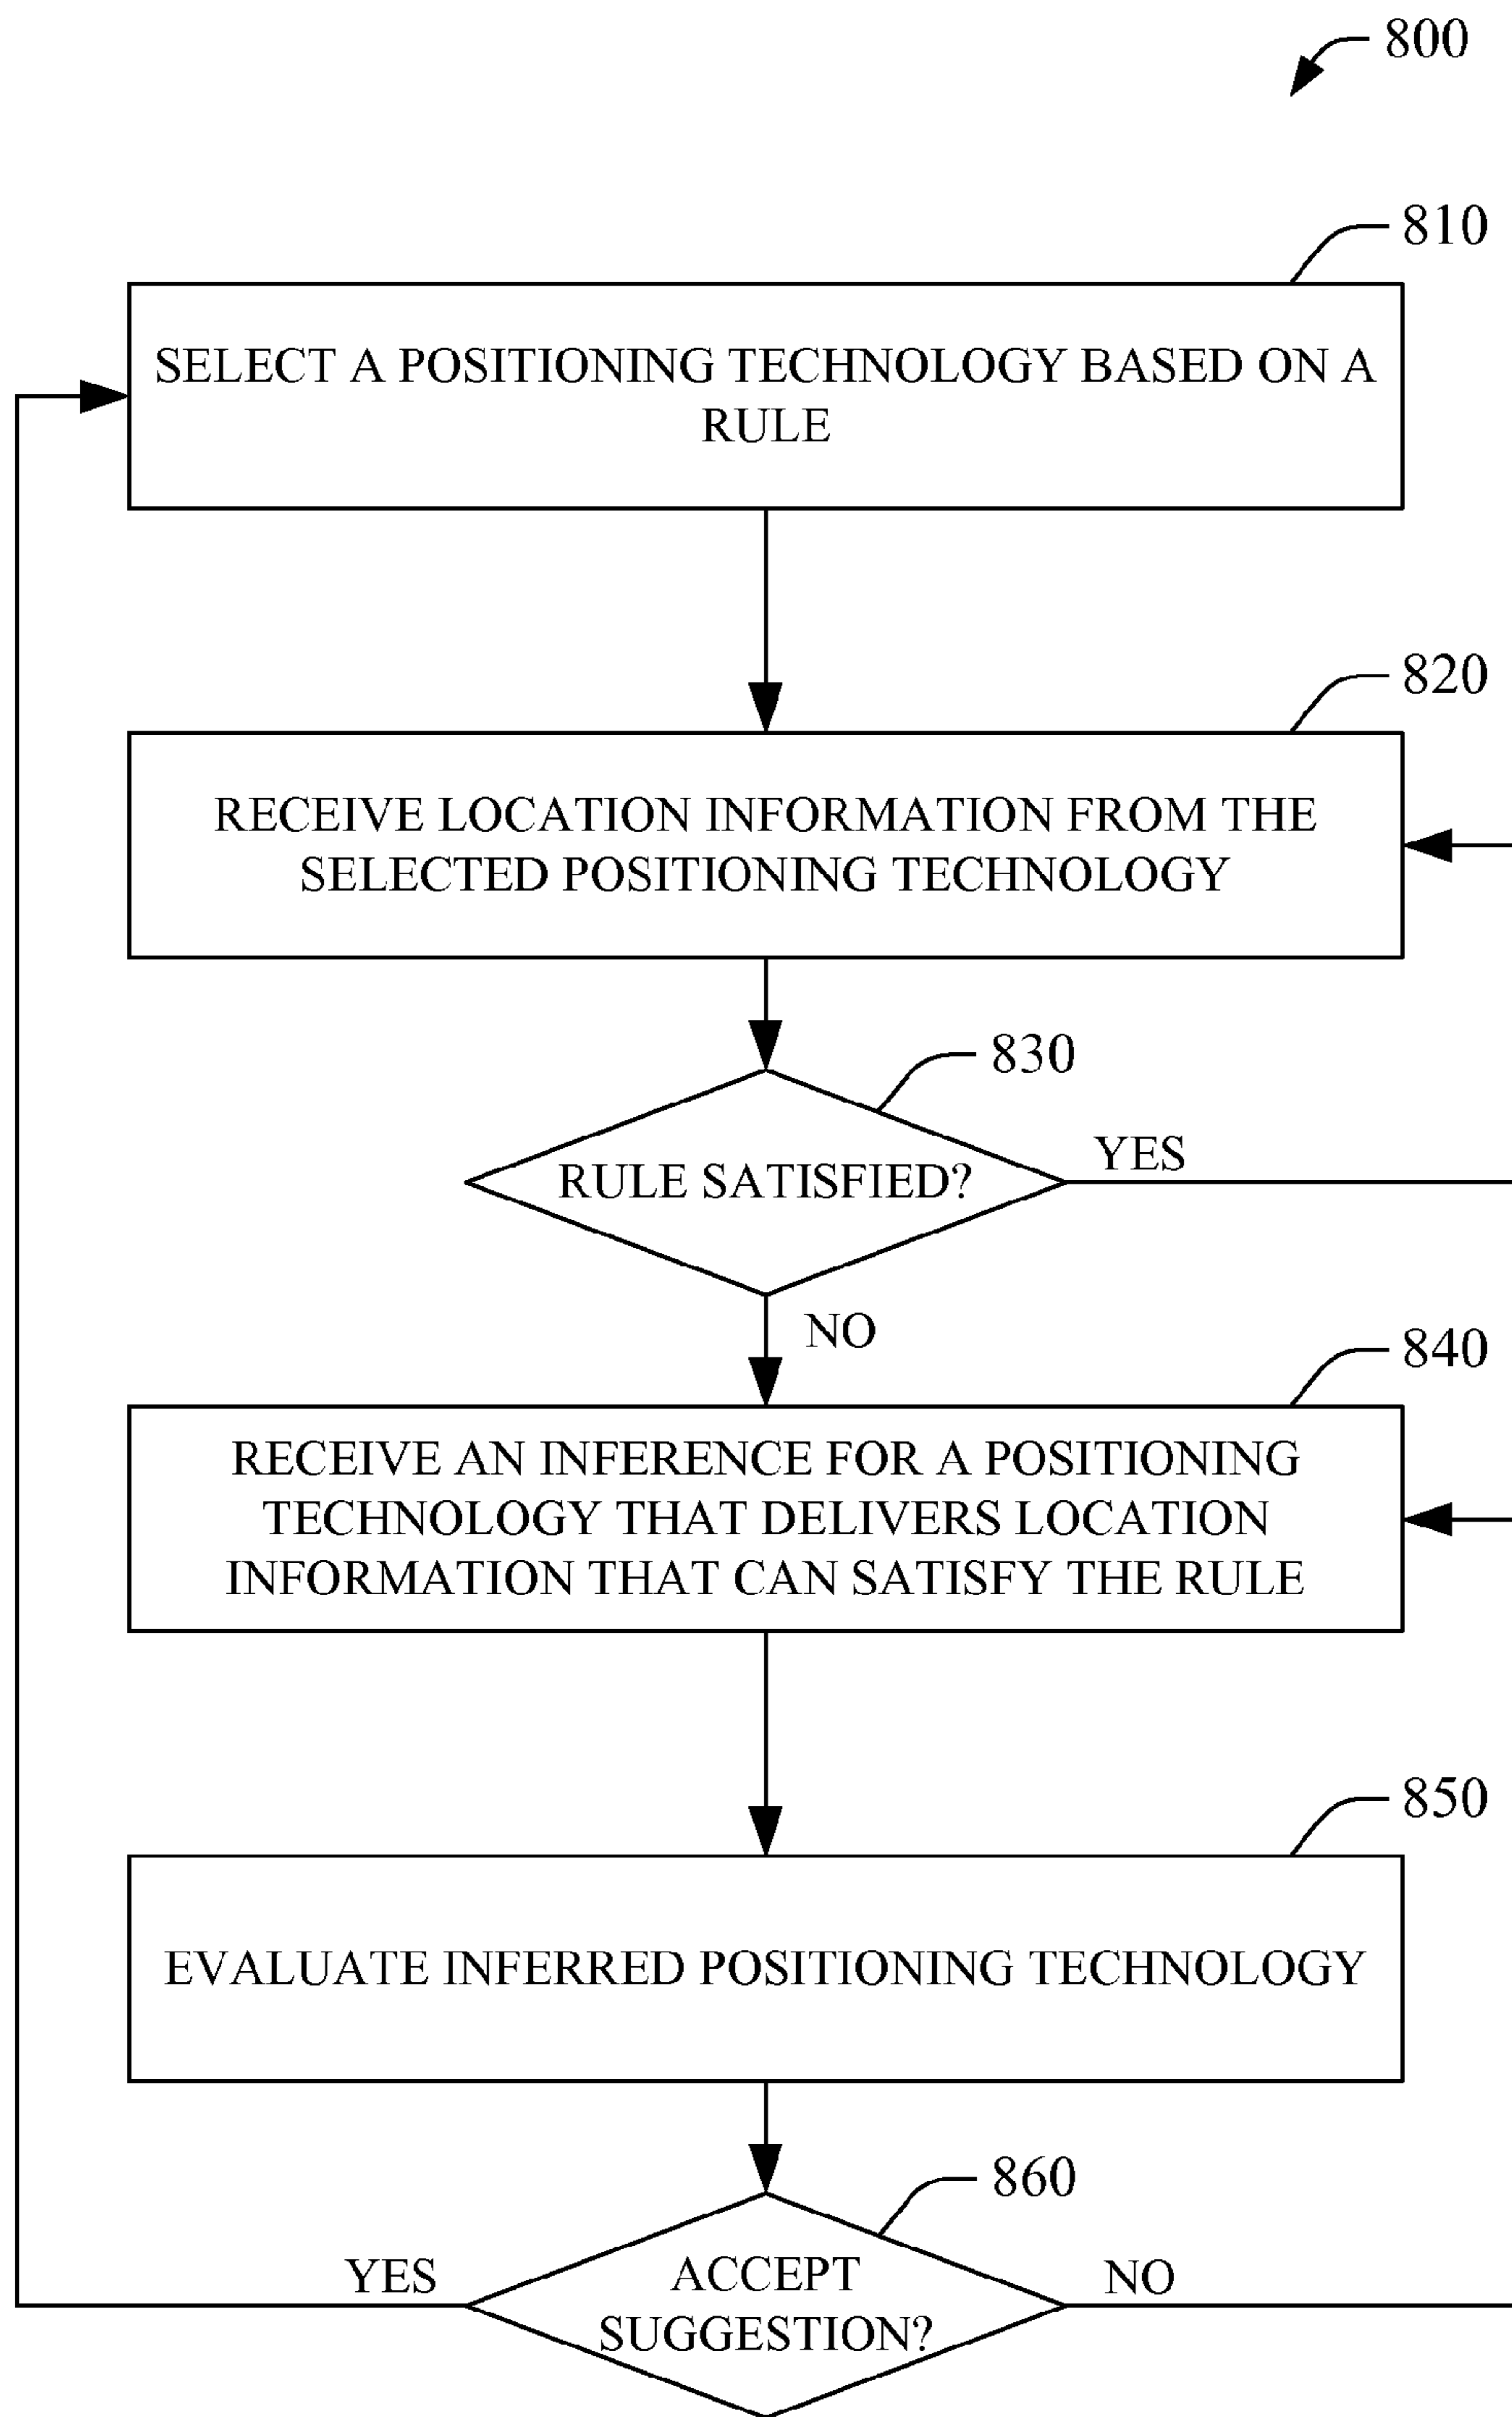 800
810
SELECT A POSITIONING TECHNOLOGY BASED ON A
RULE
820
RECEIVE LOCATION INFORMATION FROM THE
SELECTED POSITIONING TECHNOLOGY
830
RULE SATISFIED?
YES
NO
840
RECEIVE AN INFERENCE FOR A POSITIONING
TECHNOLOGY THAT DELIVERS LOCATION
INFORMATION THAT CAN SATISFY THE RULE
850
EVALUATE INFERRED POSITIONING TECHNOLOGY
860
YES
ACCEPT
SUGGESTION?
NO